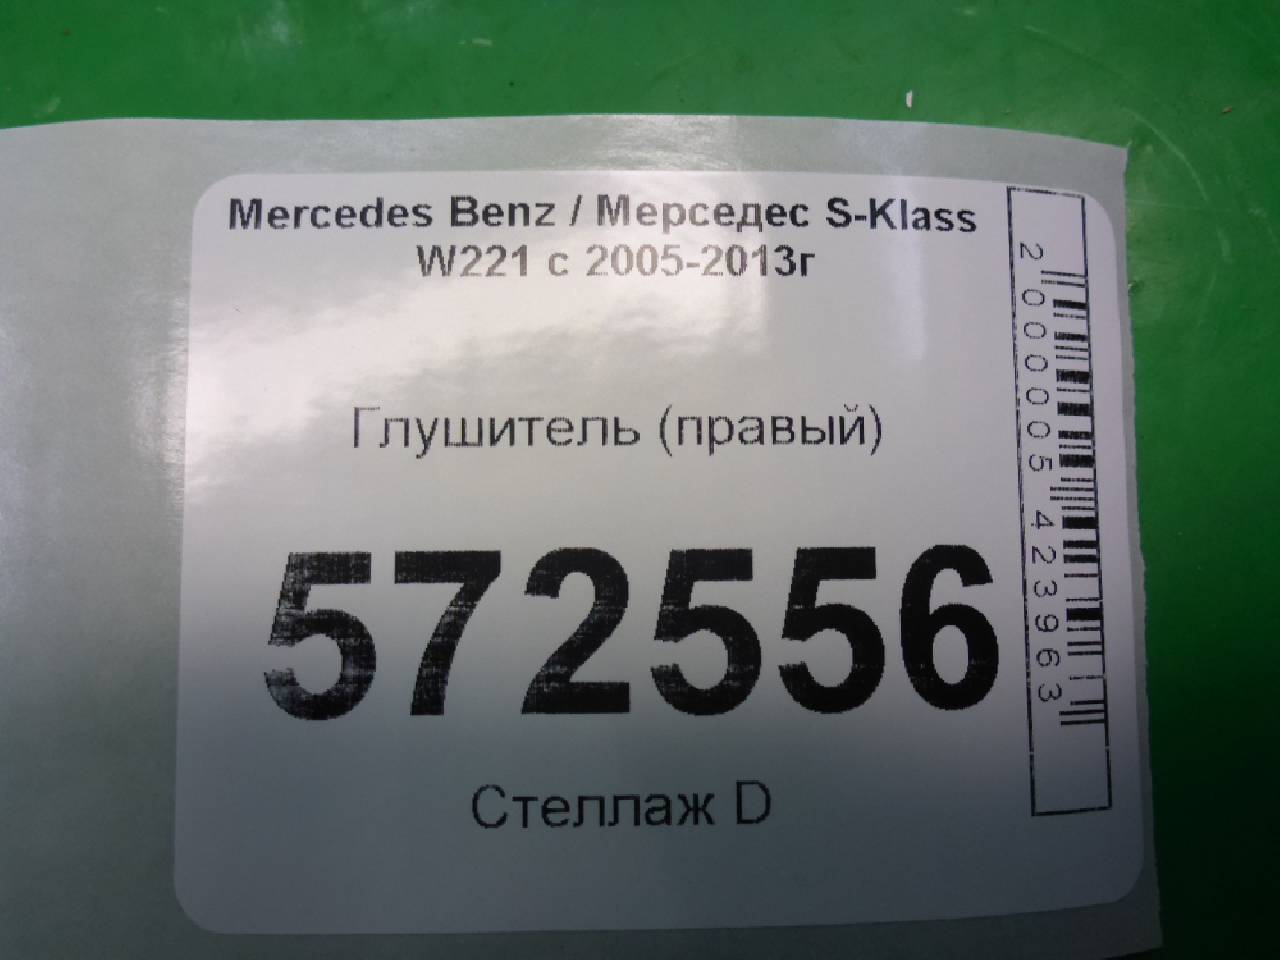 Mercedes Benz / Мерседес S-Klass
W221 с 2005-2013г
Глушитель (правый)
572556
Стеллаж D
2000005423963